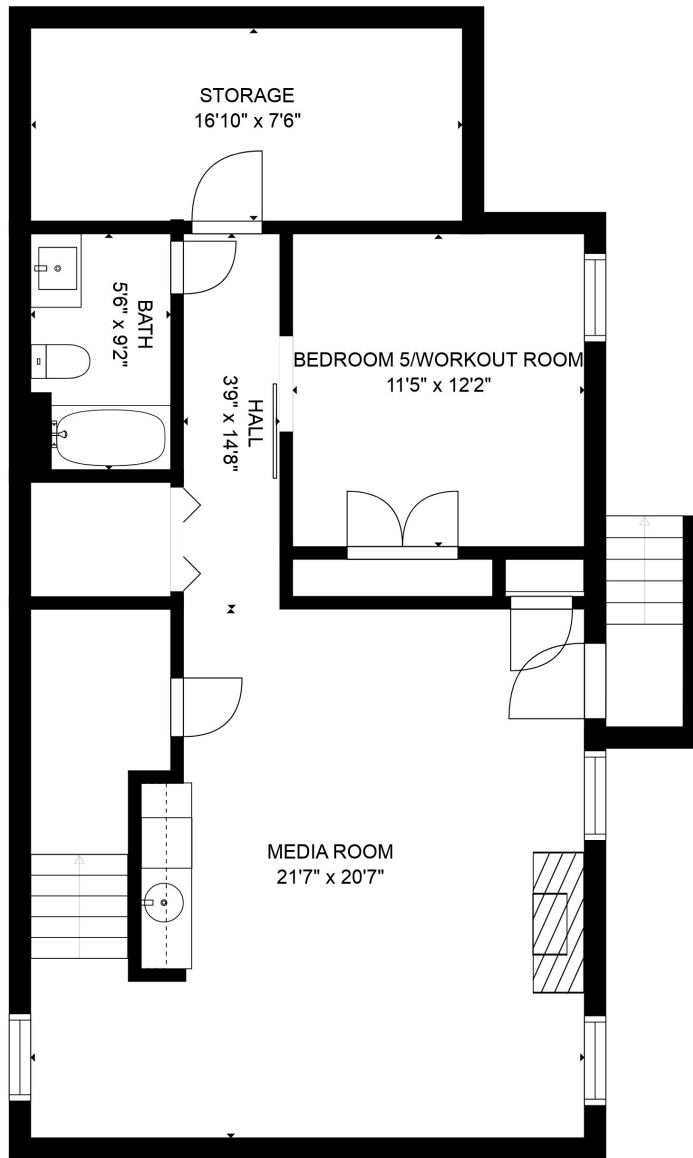 STORAGE
16'10" x 7'6"
BATH
5'6" x 9'2"
HALL
3'9" x 14'8"
BEDROOM 5/WORKOUT ROOM
11'5" x 12'2"
MEDIA ROOM
21'7" x 20'7"